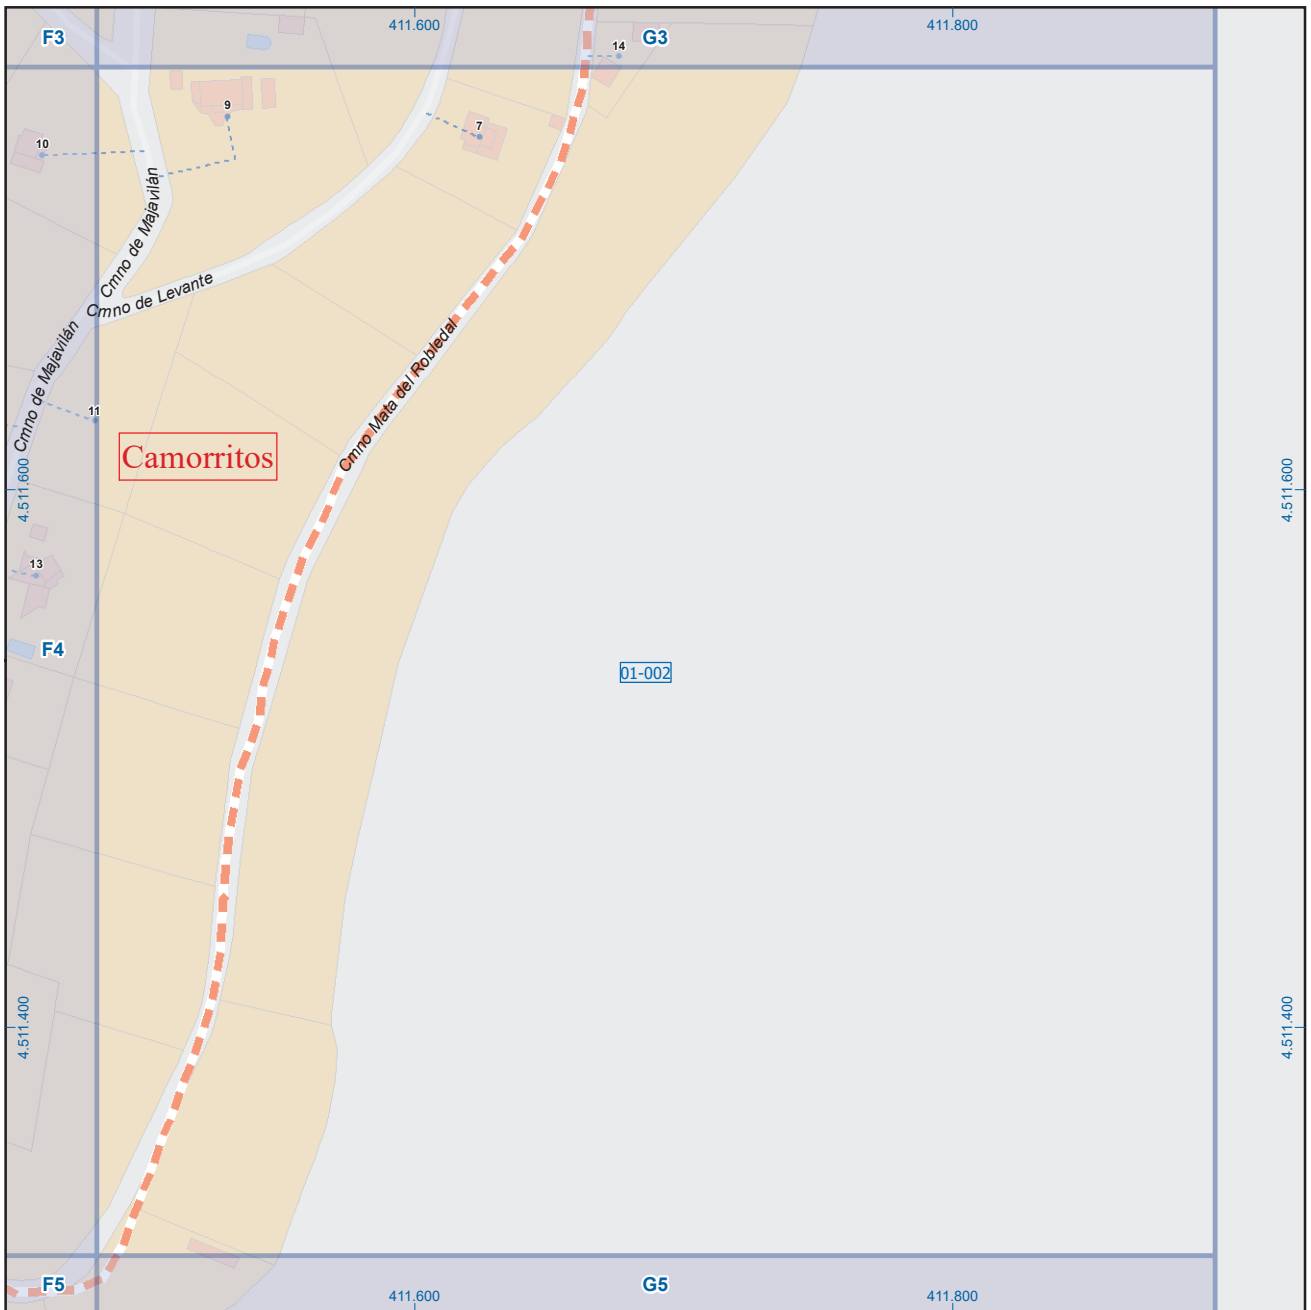 411.600
411.800
F3
G3
14
9
7
10
Cmno de Majavilán
Cmno de Levante
Cmno de Majavilán
Cmno Mata del Robledal
11
Camorritos
4.511.600
4.511.600
13
F4
01-002
4.511.400
4.511.400
F5
G5
411.600
411.800